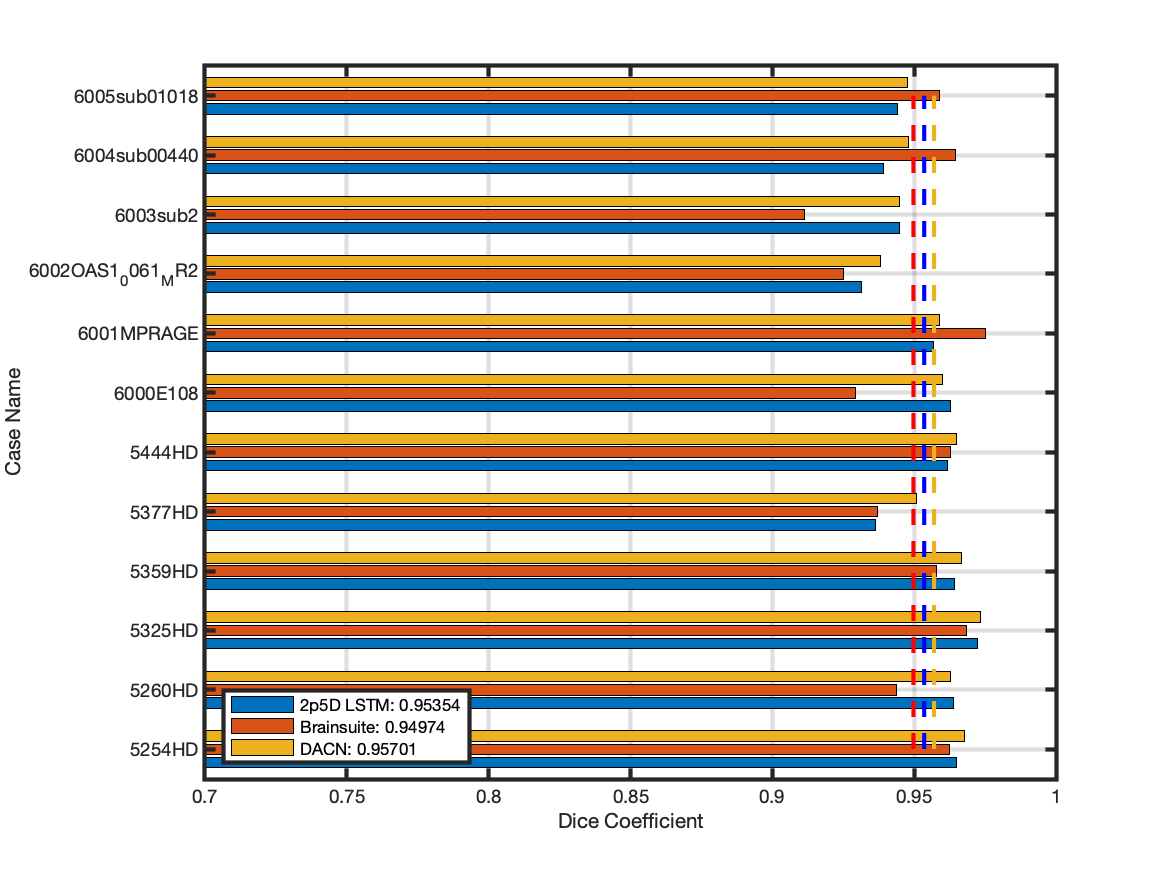 6005sub01018
6004sub00440
6003sub2
6002OAS1₀061ₘR2
6001MPRAGE
6000E108
5444HD
5377HD
5359HD
5325HD
5260HD
5254HD
Case Name
2p5D LSTM: 0.95354
Brainsuite: 0.94974
DACN: 0.95701
0.7 0.75 0.8 0.85 0.9 0.95 1
Dice Coefficient